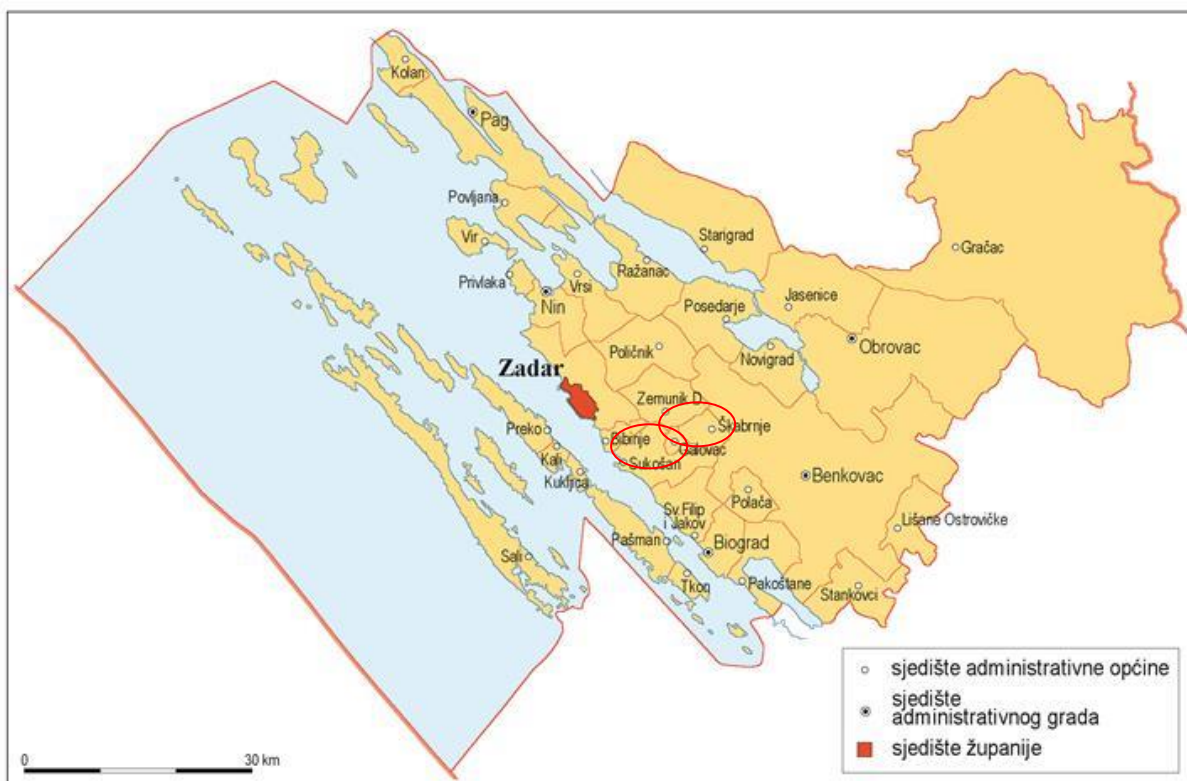 Kolan
Pag
Povljana
Vir
Privlaka
Nin
Vrsi
Ražanac
Starigrad
Gračac
Posedarje
Jasenice
Obrovac
Poličnik
Novigrad
Zadar
Zemunik D.
Škabrnje
Preko
Bibinje
Galovac
Kali
Sukošan
Kukljica
Benkovac
Polača
Sv.Filip
i Jakov
Lišane Ostrovičke
Pašman
Biograd
Sali
Tkon
Pakoštane
Stankovci
sjedište administrativne općine
sjedište
administrativnog grada
sjedište županije
0 30 km